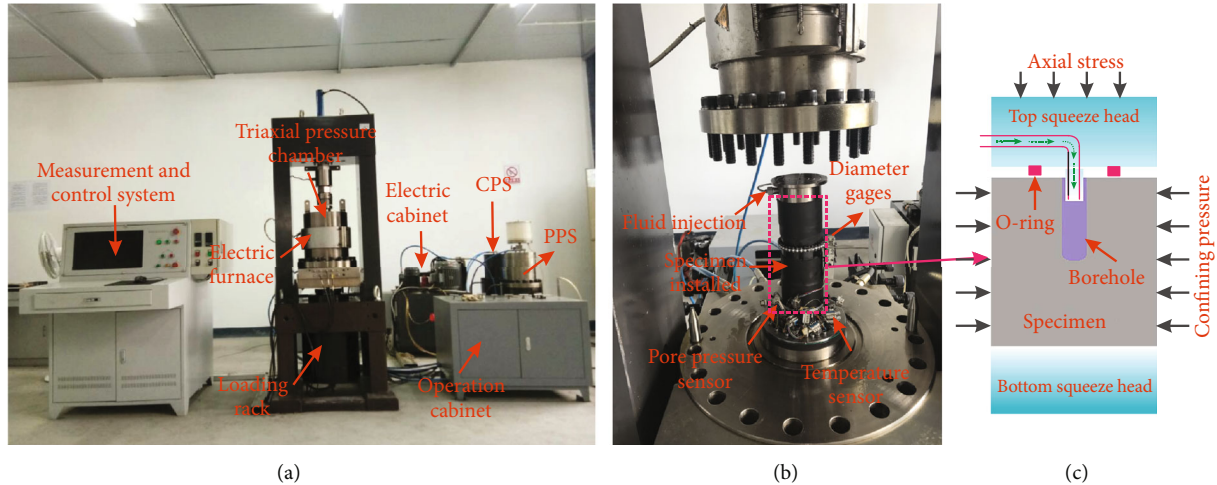 Triaxial pressure
chamber
Measurement and
control system
Electric
cabinet
CPS
PPS
Electric
furnace
Loading
rack
Operation
cabinet
(a)
Diameter
gages
Fluid injection
Specimen
installed
Pore pressure
sensor
Temperature
sensor
(b)
Axial stress
Top squeeze head
O-ring
Borehole
Confining pressure
Specimen
Bottom squeeze head
(c)